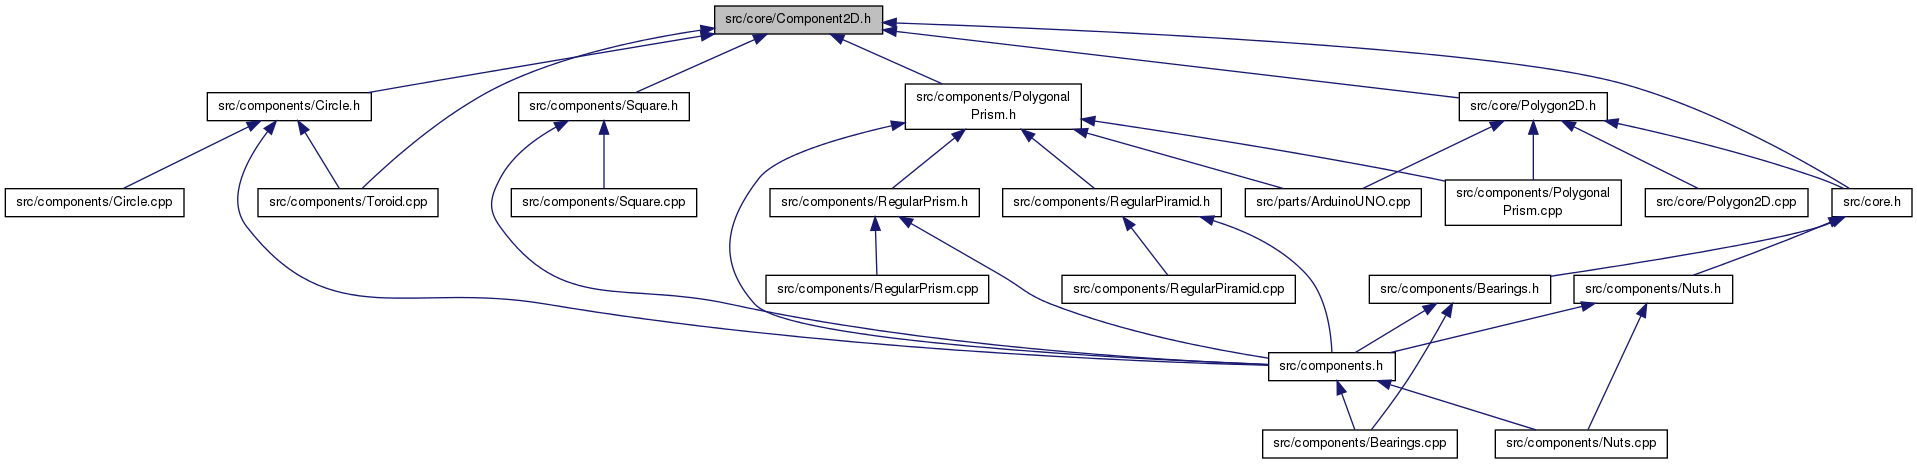 src/core/Component2D.h
src/components/Circle.h
src/components/Square.h
src/components/Polygonal
Prism.h
src/core/Polygon2D.h
src/components/Circle.cpp
src/components/Toroid.cpp
src/components/Square.cpp
src/components/RegularPrism.h
src/components/RegularPiramid.h
src/parts/ArduinoUNO.cpp
src/components/Polygonal
Prism.cpp
src/core/Polygon2D.cpp
src/core.h
src/components/RegularPrism.cpp
src/components/RegularPiramid.cpp
src/components/Bearings.h
src/components/Nuts.h
src/components.h
src/components/Bearings.cpp
src/components/Nuts.cpp